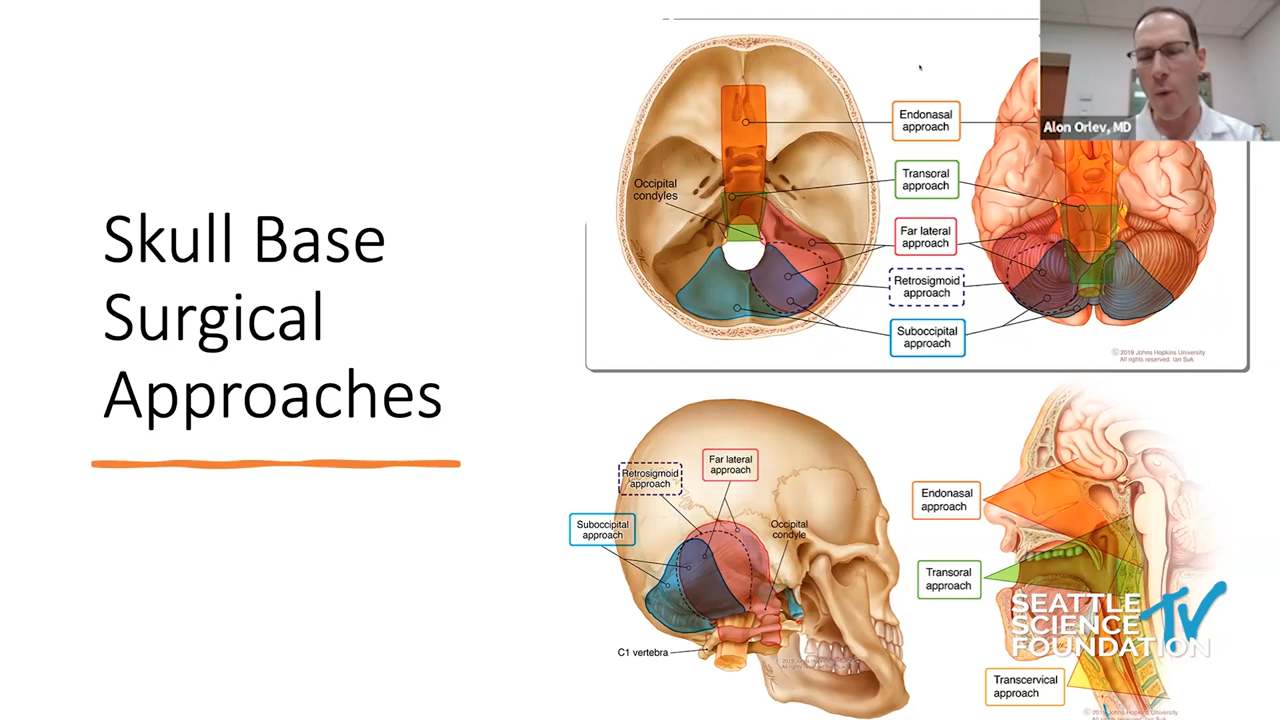 Skull Base
Surgical
Approaches
Endonasal
approach
Transoral
approach
Occipital
condyles
Far lateral
approach
Retrosigmoid
approach
Suboccipital
approach
© 2019 Johns Hopkins University
All rights reserved. Ian Suk
Alon Orlev, MD
Far lateral
approach
Retrosigmoid
approach
Suboccipital
approach
Occipital
condyle
C1 vertebra
Endonasal
approach
Transoral
approach
Transcervical
approach
SEATTLE
SCIENCE
FOUNDATION
TV